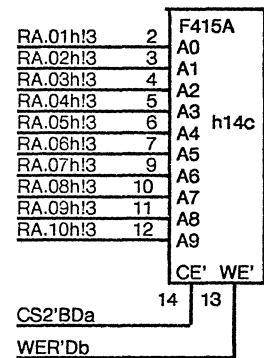 F415A
RA.01h!3 2 A0
RA.02h!3 3 A1
RA.03h!3 4 A2
RA.04h!3 5 A3
RA.05h!3 6 A4
h14c
RA.06h!3 7 A5
RA.07h!3 9 A6
RA.08h!3 10 A7
RA.09h!3 11 A8
RA.10h!3 12 A9
CE' WE'
14 13
CS2'BDa
WER'Db